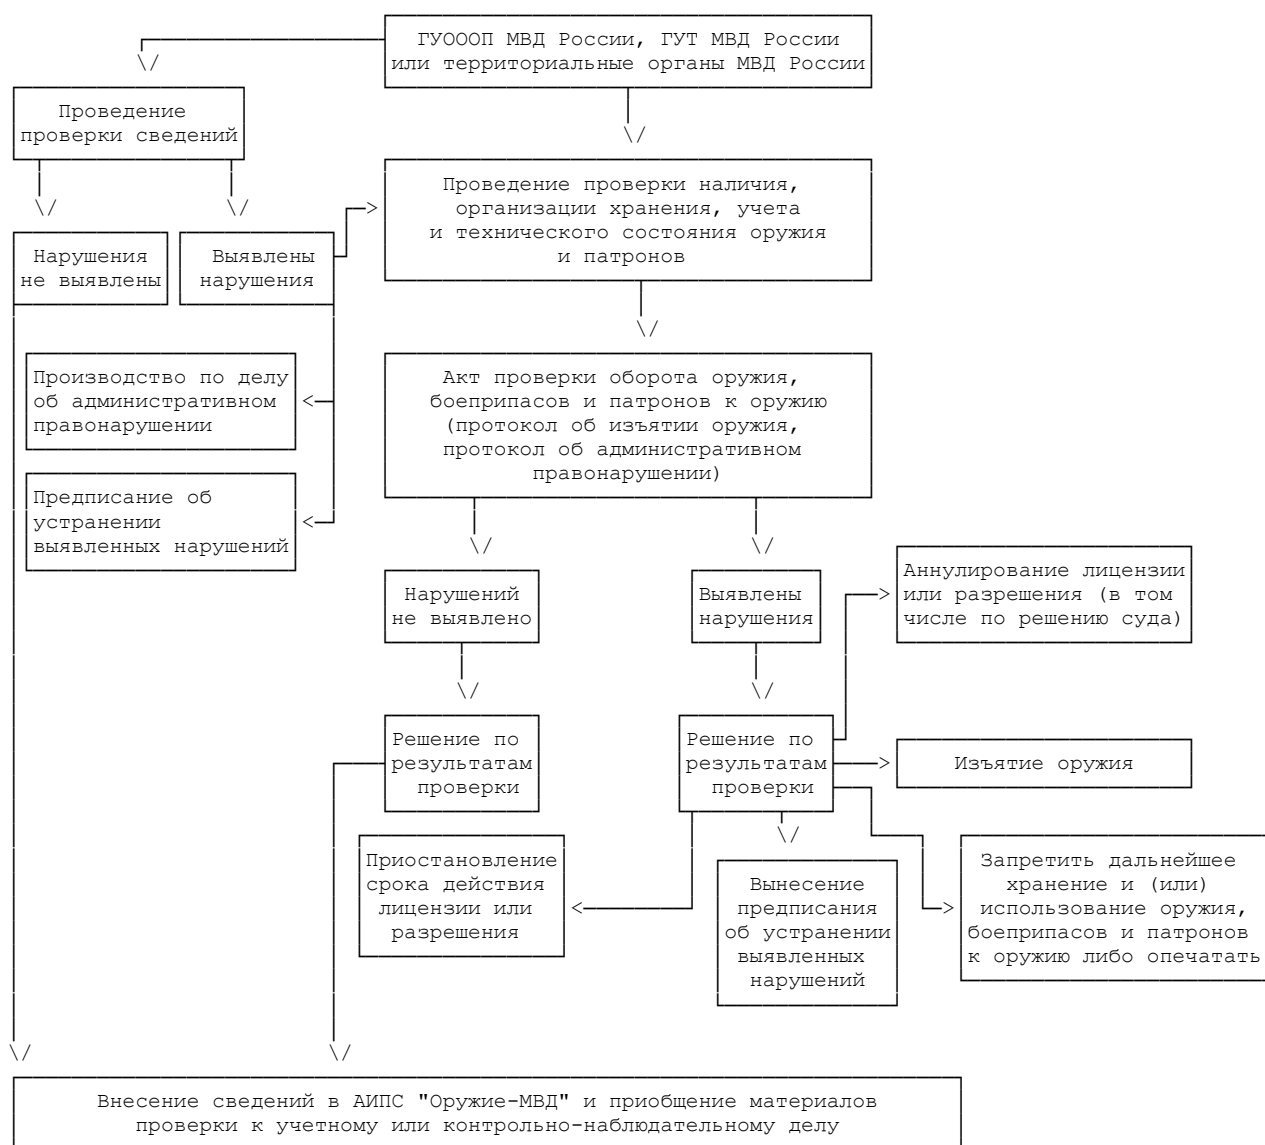 ГУОООП МВД России, ГУТ МВД России
или территориальные органы МВД России
Проведение
проверки сведений
Проведение проверки наличия,
организации хранения, учета
и технического состояния оружия
и патронов
Нарушения
не выявлены
Выявлены
нарушения
Производство по делу
об административном
правонарушении
Акт проверки оборота оружия,
боеприпасов и патронов к оружию
(протокол об изъятии оружия,
протокол об административном
правонарушении)
Предписание об
устранении
выявленных нарушений
Нарушений
не выявлено
Выявлены
нарушения
Аннулирование лицензии
или разрешения (в том
числе по решению суда)
Решение по
результатам
проверки
Решение по
результатам
проверки
Изъятие оружия
Приостановление
срока действия
лицензии или
разрешения
Вынесение
предписания
об устранении
выявленных
нарушений
Запретить дальнейшее
хранение и (или)
использование оружия,
боеприпасов и патронов
к оружию либо опечатать
Внесение сведений в АИПС "Оружие-МВД" и приобщение материалов
проверки к учетному или контрольно-наблюдательному делу